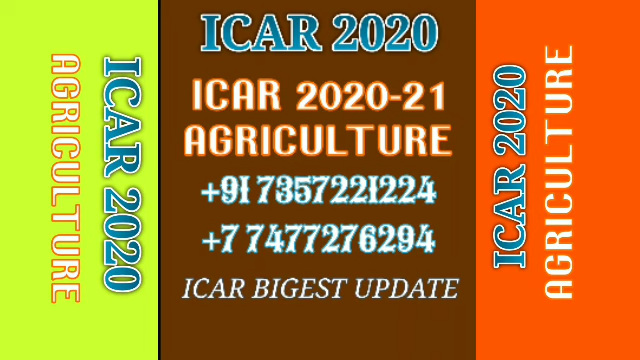 ICAR 2020
ICAR 2020-21
AGRICULTURE
+91 7357221224
+7 7477276294
ICAR BIGEST UPDATE
AGRICULTURE
ICAR 2020
ICAR 2020
AGRICULTURE